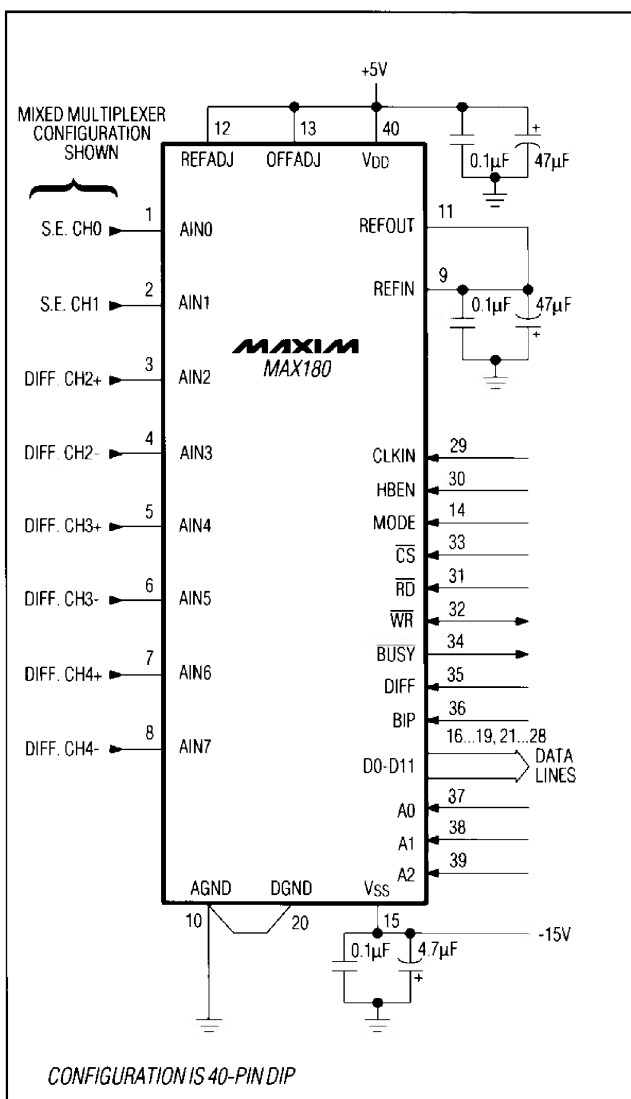 +5V
MIXED MULTIPLEXER
CONFIGURATION
SHOWN
12 13 40
REFADJ OFFADJ VDD
0.1µF 47µF
+
S.E. CH0 1 AIN0
REFOUT 11
S.E. CH1 2 AIN1
REFIN 9
0.1µF 47µF
+
MAXIM
MAX180
DIFF. CH2+ 3 AIN2
DIFF. CH2- 4 AIN3
DIFF. CH3+ 5 AIN4
DIFF. CH3- 6 AIN5
DIFF. CH4+ 7 AIN6
DIFF. CH4- 8 AIN7
CLKIN 29
HBEN 30
MODE 14
C̅S̅ 33
R̅D̅ 31
W̅R̅ 32
B̅U̅S̅Y̅ 34
DIFF 35
BIP 36
16...19, 21...28
D0-D11 DATA
LINES
A0 37
A1 38
A2 39
AGND DGND VSS
10 20 15
-15V
0.1µF 4.7µF
+
CONFIGURATION IS 40-PIN DIP